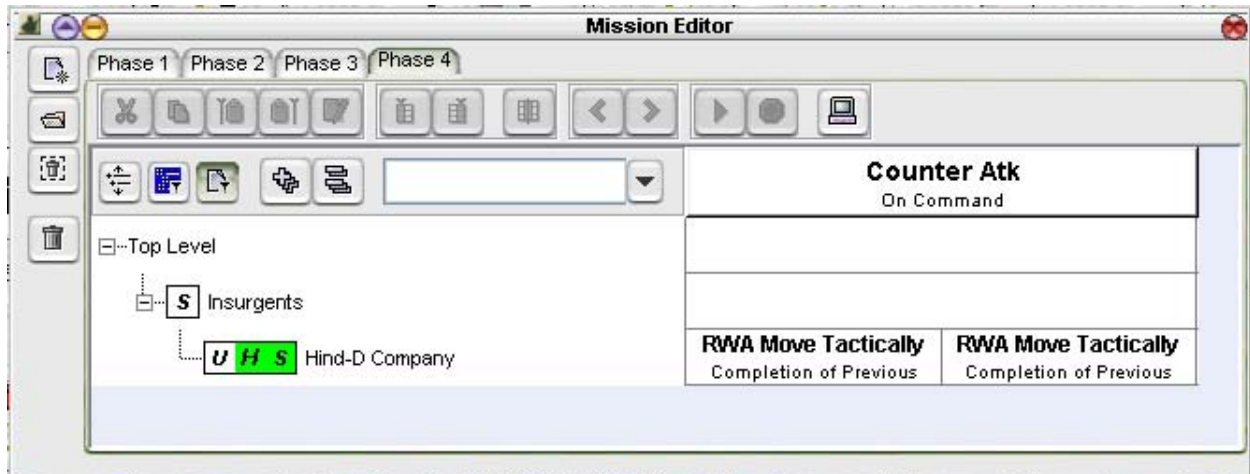 Mission Editor
Phase 1 Phase 2 Phase 3 Phase 4
Counter Atk
On Command
Top Level
S Insurgents
U H S Hind-D Company
RWA Move Tactically RWA Move Tactically
Completion of Previous Completion of Previous